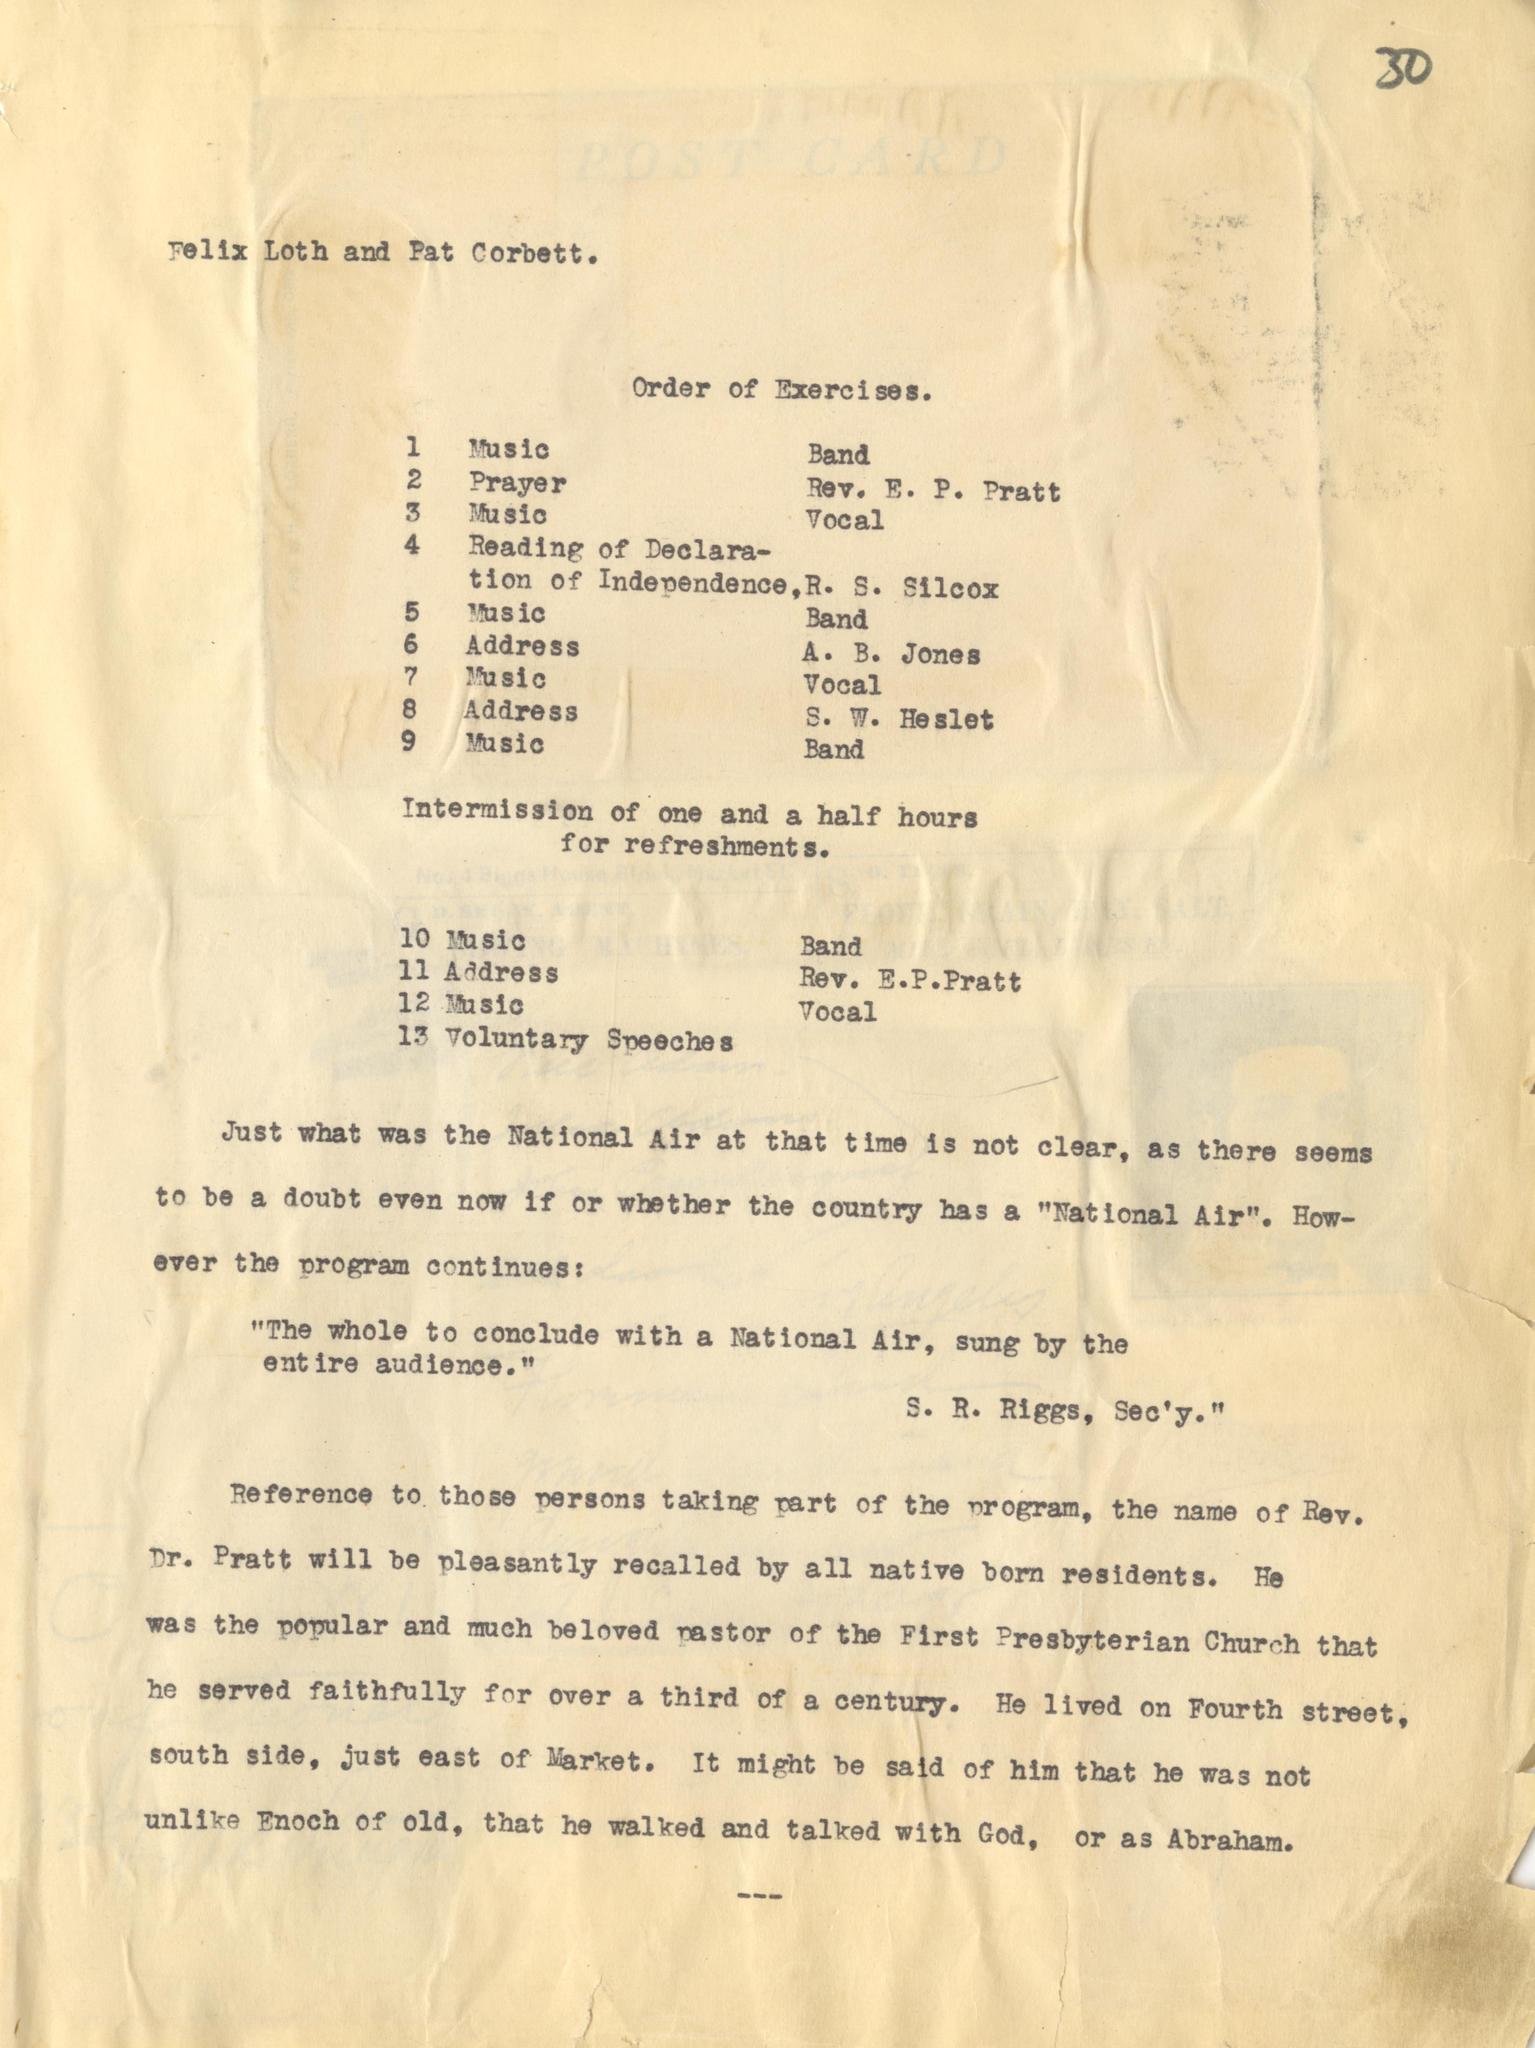 30
POST CARD
Felix Loth and Pat Corbett.
Order of Exercises.
1 Music Band
2 Prayer Rev. E. P. Pratt
3 Music Vocal
4 Reading of Declara-
tion of Independence, R. S. Silcox
5 Music Band
6 Address A. B. Jones
7 Music Vocal
8 Address S. W. Heslet
9 Music Band
Intermission of one and a half hours
for refreshments.
10 Music Band
11 Address Rev. E.P.Pratt
12 Music Vocal
13 Voluntary Speeches
Just what was the National Air at that time is not clear, as there seems
to be a doubt even now if or whether the country has a "National Air". How-
ever the program continues:
"The whole to conclude with a National Air, sung by the
entire audience."
S. R. Riggs, Sec'y."
Reference to those persons taking part of the program, the name of Rev.
Dr. Pratt will be pleasantly recalled by all native born residents. He
was the popular and much beloved pastor of the First Presbyterian Church that
he served faithfully for over a third of a century. He lived on Fourth street,
south side, just east of Market. It might be said of him that he was not
unlike Enoch of old, that he walked and talked with God, or as Abraham.
---